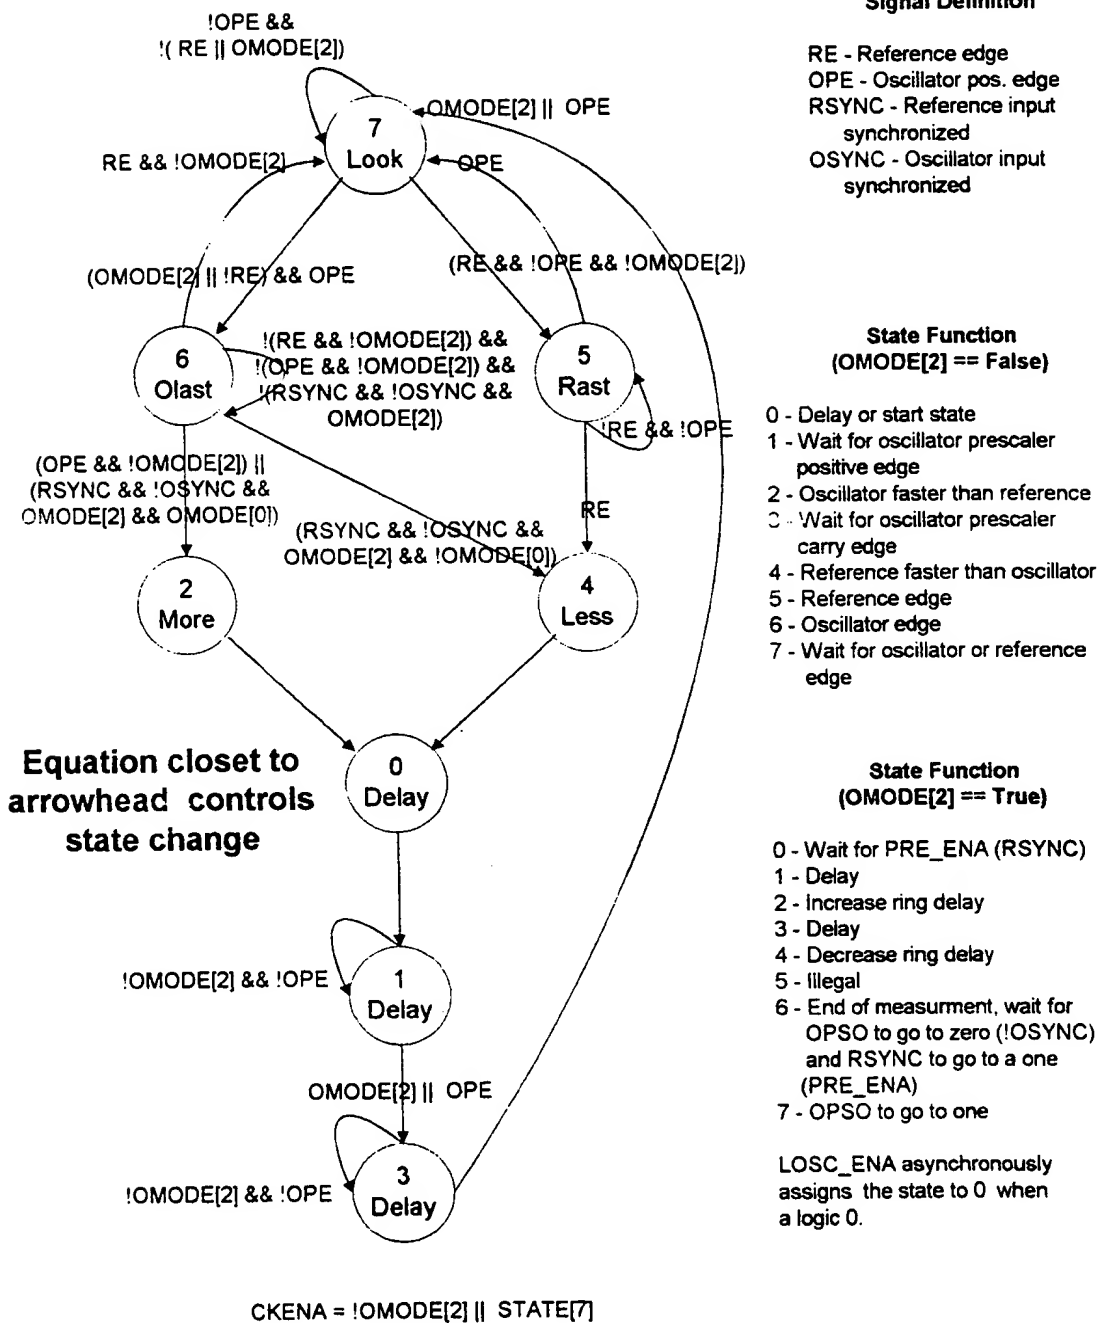 Signal Definition
!OPE &&
!( RE || OMODE[2])
RE - Reference edge
OPE - Oscillator pos. edge
RSYNC - Reference input
synchronized
OSYNC - Oscillator input
synchronized
7
Look
OMODE[2] || OPE
RE && !OMODE[2]
OPE
(OMODE[2] || !RE) && OPE
(RE && !OPE && !OMODE[2])
6
Olast
!(RE && !OMODE[2]) &&
!(OPE && !OMODE[2]) &&
!(RSYNC && !OSYNC &&
OMODE[2])
5
Rast
!RE && !OPE
(OPE && !OMODE[2]) ||
(RSYNC && !OSYNC &&
OMODE[2] && OMODE[0])
(RSYNC && !OSYNC &&
OMODE[2] && !OMODE[0])
RE
2
More
4
Less
State Function
(OMODE[2] == False)
0 - Delay or start state
1 - Wait for oscillator prescaler
positive edge
2 - Oscillator faster than reference
3 - Wait for oscillator prescaler
carry edge
4 - Reference faster than oscillator
5 - Reference edge
6 - Oscillator edge
7 - Wait for oscillator or reference
edge
Equation closet to
arrowhead controls
state change
0
Delay
!OMODE[2] && !OPE
1
Delay
OMODE[2] || OPE
!OMODE[2] && !OPE
3
Delay
State Function
(OMODE[2] == True)
0 - Wait for PRE_ENA (RSYNC)
1 - Delay
2 - Increase ring delay
3 - Delay
4 - Decrease ring delay
5 - Illegal
6 - End of measurment, wait for
OPSO to go to zero (!OSYNC)
and RSYNC to go to a one
(PRE_ENA)
7 - OPSO to go to one
LOSC_ENA asynchronously
assigns the state to 0 when
a logic 0.
CKENA = !OMODE[2] || STATE[7]